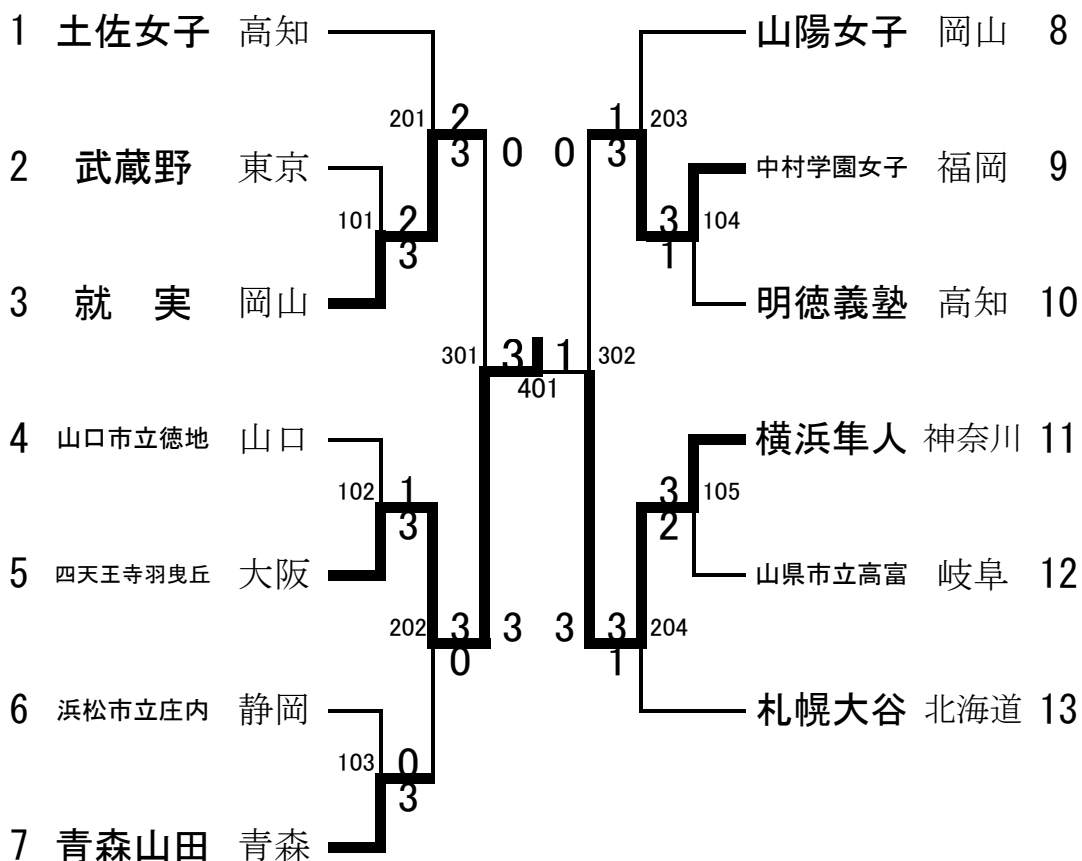 1 土佐女子 高知
山陽女子 岡山 8
201 2
1 203
3 0 0 3
2 武蔵野 東京
中村学園女子 福岡 9
101 2
3 104
3
1
3 就 実 岡山
明徳義塾 高知 10
301 3 1 302
401
4 山口市立徳地 山口
横浜隼人 神奈川 11
102 1
3 105
3
2
5 四天王寺羽曳丘 大阪
山県市立高富 岐阜 12
202 3 3 3 3 204
0
1
6 浜松市立庄内 静岡
札幌大谷 北海道 13
103 0
3
7 青森山田 青森